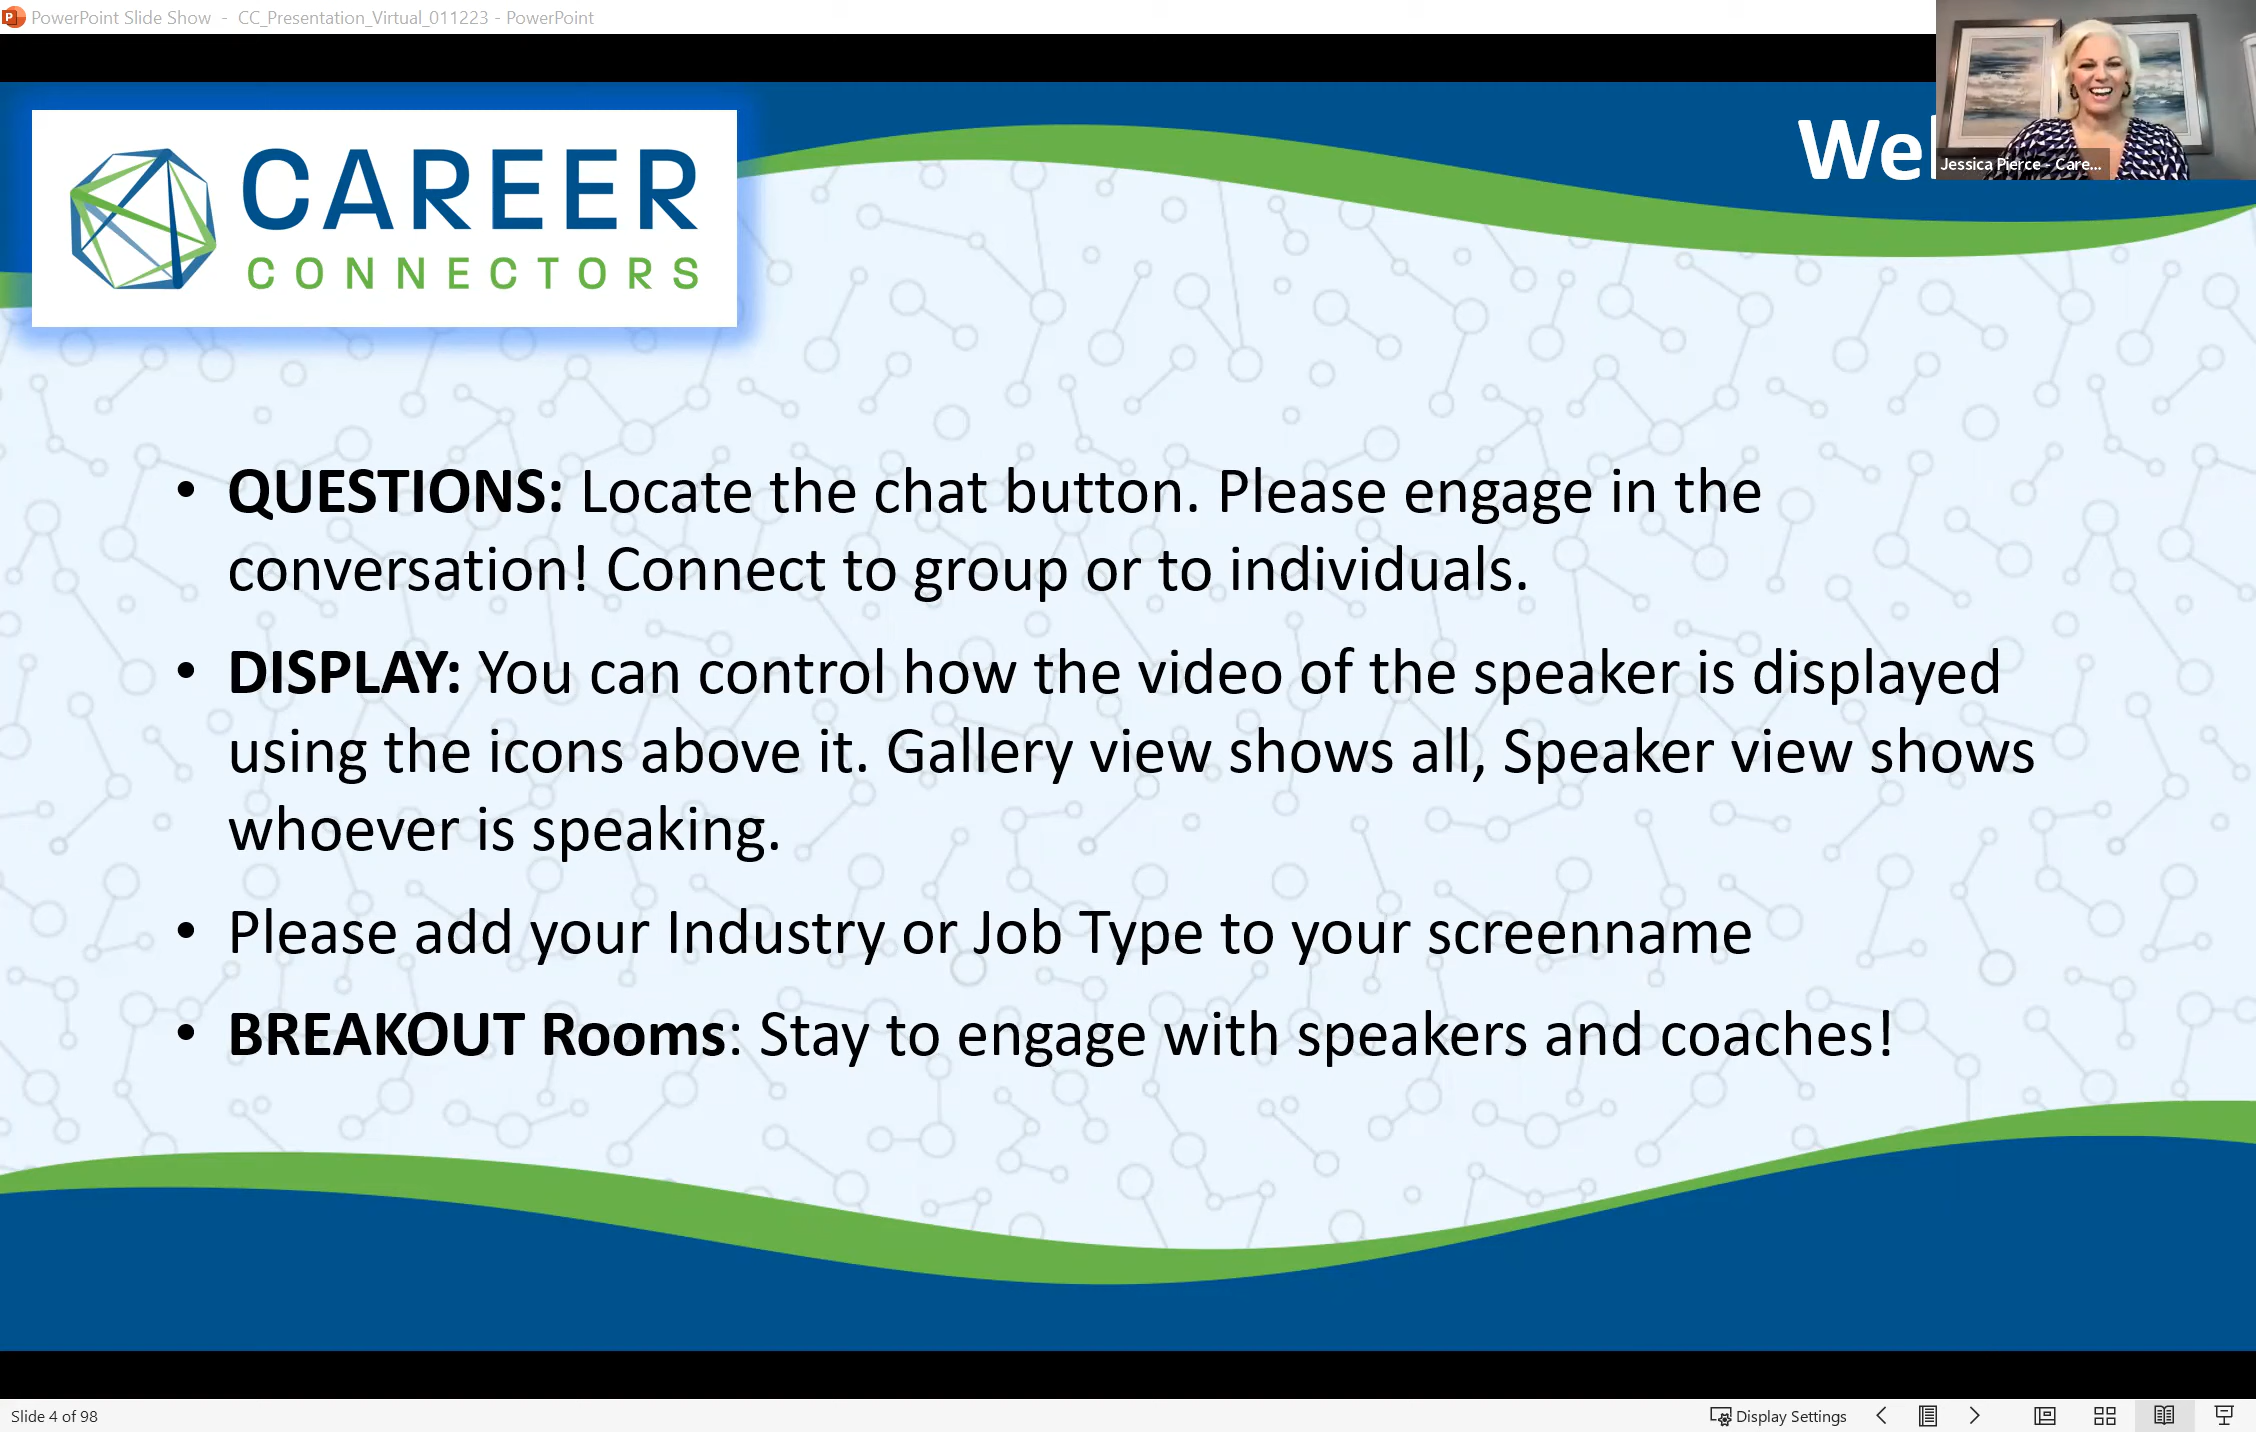 PowerPoint Slide Show - CC_Presentation_Virtual_011223 - PowerPoint
CAREER
CONNECTORS
Jessica Pierce - Care...
• QUESTIONS: Locate the chat button. Please engage in the
conversation! Connect to group or to individuals.
• DISPLAY: You can control how the video of the speaker is displayed
using the icons above it. Gallery view shows all, Speaker view shows
whoever is speaking.
• Please add your Industry or Job Type to your screenname
• BREAKOUT Rooms: Stay to engage with speakers and coaches!
Slide 4 of 98
Display Settings